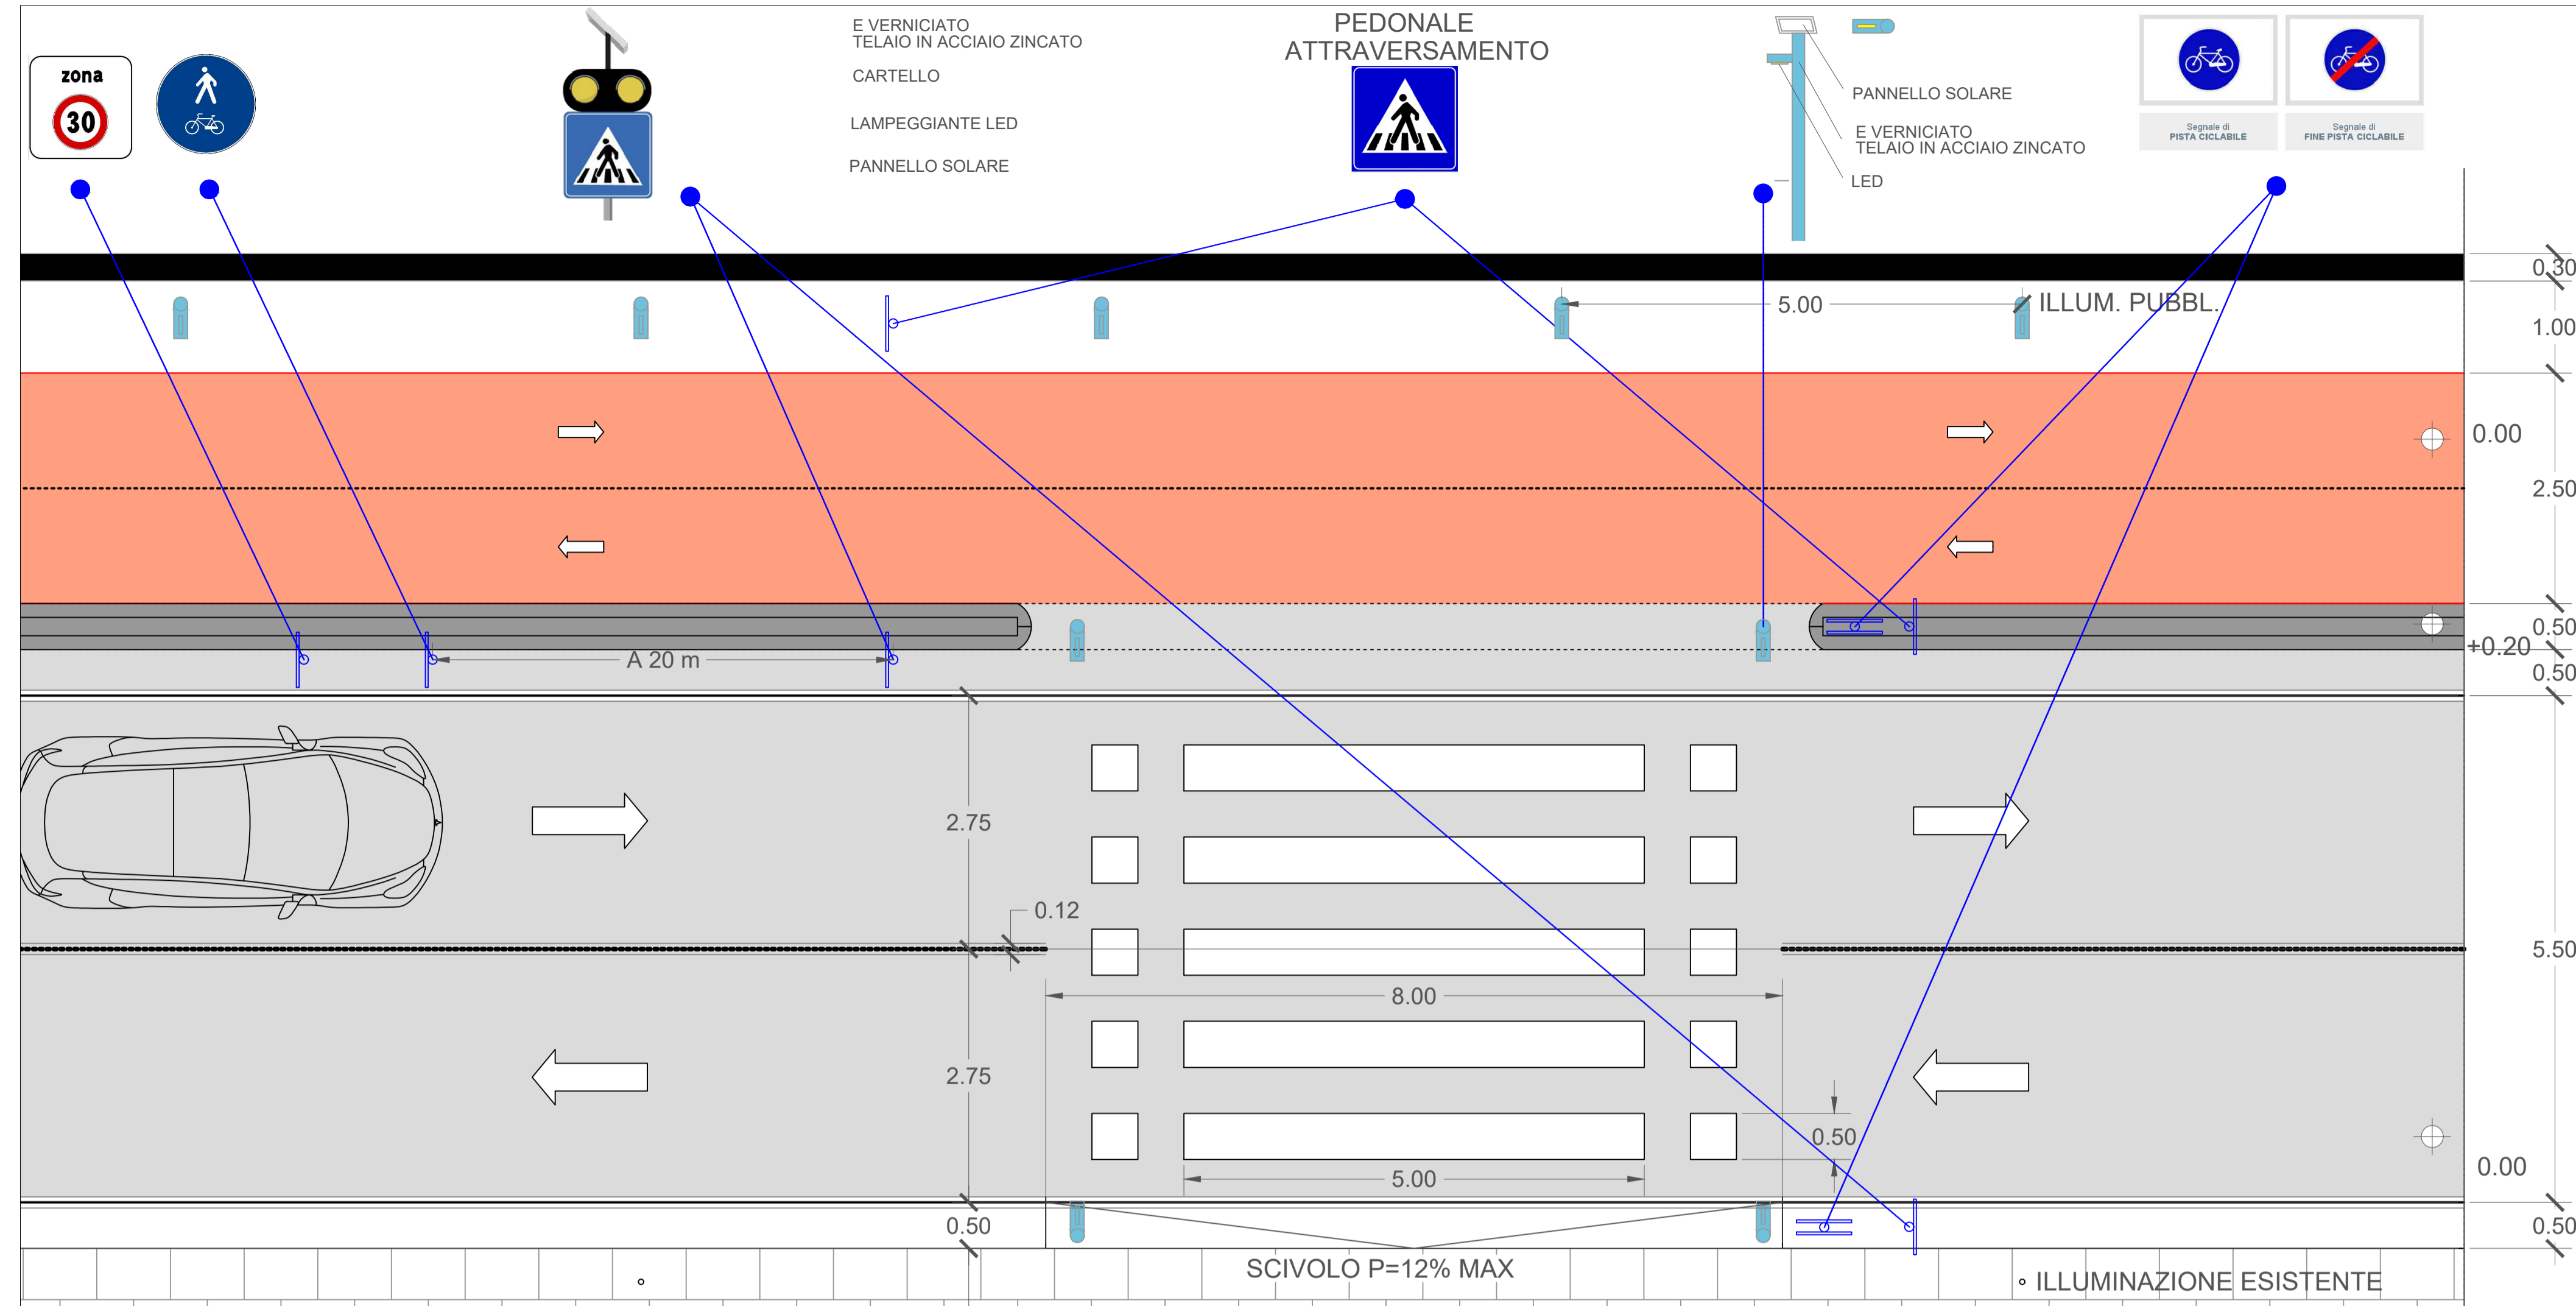 zona
30
E VERNICIATO
TELAIO IN ACCIAIO ZINCATO
CARTELLO
LAMPEGGIANTE LED
PANNELLO SOLARE
PEDONALE
ATTRAVERSAMENTO
PANNELLO SOLARE
E VERNICIATO
TELAIO IN ACCIAIO ZINCATO
LED
Segnale di
PISTA CICLABILE
Segnale di
FINE PISTA CICLABILE
0.30
5.00
ILLUM. PUBBL.
1.00
0.00
2.50
0.50
+0.20
A 20 m
0.50
2.75
0.12
5.50
8.00
2.75
0.50
0.00
5.00
0.50
0.50
SCIVOLO P=12% MAX
ILLUMINAZIONE ESISTENTE